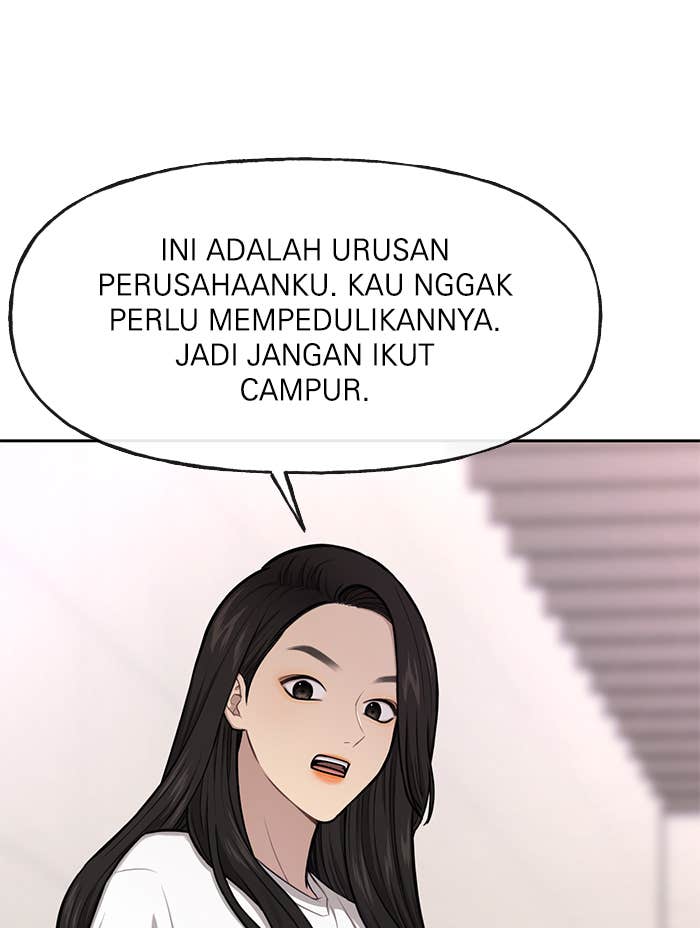 INI ADALAH URUSAN
PERUSAHAANKU. KAU NGGAK
PERLU MEMPEDULIKANNYA.
JADI JANGAN IKUT
CAMPUR.